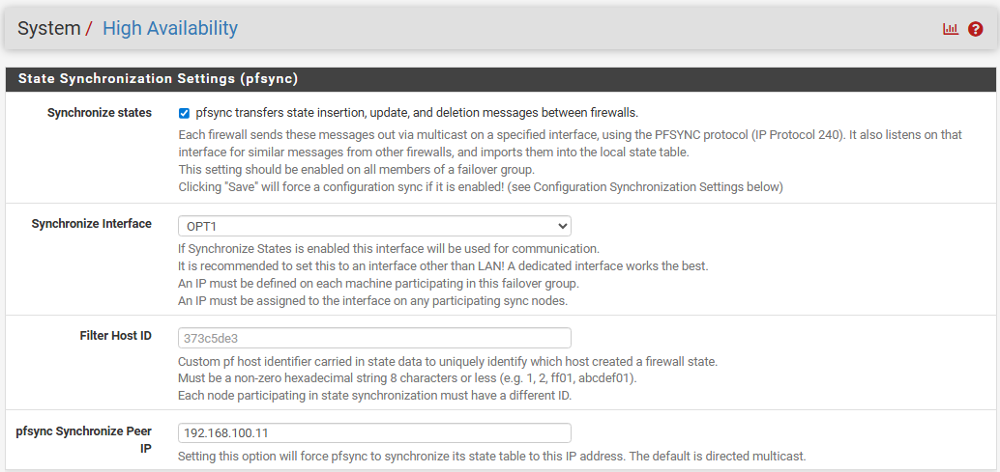 System / High Availability
State Synchronization Settings (pfsync)
Synchronize states
pfsync transfers state insertion, update, and deletion messages between firewalls.
Each firewall sends these messages out via multicast on a specified interface, using the PFSYNC protocol (IP Protocol 240). It also listens on that
interface for similar messages from other firewalls, and imports them into the local state table.
This setting should be enabled on all members of a failover group.
Clicking "Save" will force a configuration sync if it is enabled! (see Configuration Synchronization Settings below)
Synchronize Interface
OPT1
If Synchronize States is enabled this interface will be used for communication.
It is recommended to set this to an interface other than LAN! A dedicated interface works the best.
An IP must be defined on each machine participating in this failover group.
An IP must be assigned to the interface on any participating sync nodes.
Filter Host ID
373c5de3
Custom pf host identifier carried in state data to uniquely identify which host created a firewall state.
Must be a non-zero hexadecimal string 8 characters or less (e.g. 1, 2, ff01, abcdef01).
Each node participating in state synchronization must have a different ID.
pfsync Synchronize Peer
IP
192.168.100.11
Setting this option will force pfsync to synchronize its state table to this IP address. The default is directed multicast.